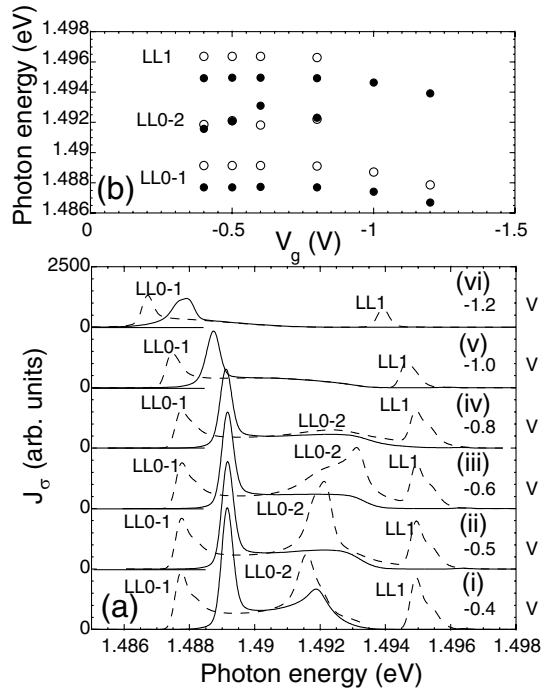 1.498
1.496
1.494
1.492
1.49
1.488
1.486
Photon energy (eV)
LL1
LL0-2
LL0-1
(b)
0 -0.5 -1 -1.5
V_g (V)
2500
0
0
0
0
0
0
J_σ (arb. units)
LL0-1 LL1 (vi) -1.2 V
LL0-1 LL1 (v) -1.0 V
LL0-1 LL0-2 LL1 (iv) -0.8 V
LL0-1 LL0-2 LL1 (iii) -0.6 V
LL0-1 LL0-2 (ii) -0.5 V
LL0-1 LL1 (i) -0.4 V
(a)
1.486 1.488 1.49 1.492 1.494 1.496 1.498
Photon energy (eV)